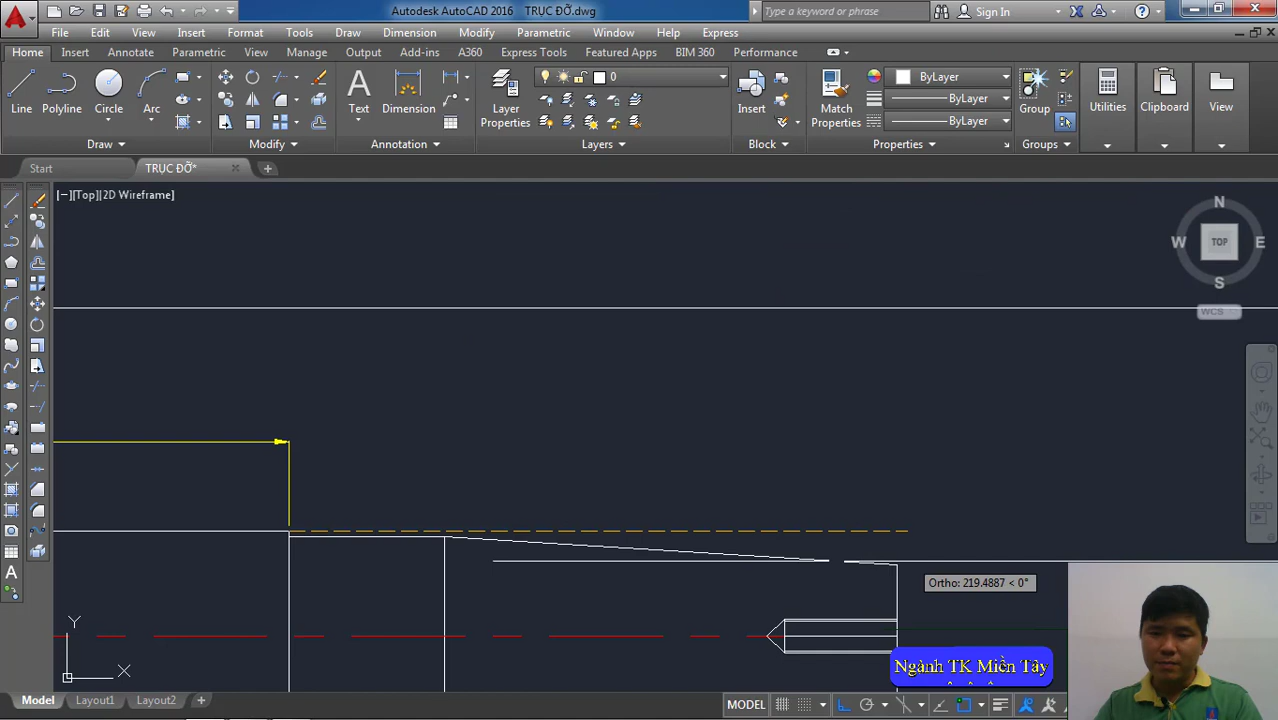 Autodesk AutoCAD 2016 TRỤC ĐỠ.dwg
Type a keyword or phrase
Sign In
File Edit View Insert Format Tools Draw Dimension Modify Parametric Window Help Express
Home Insert Annotate Parametric View Manage Output Add-ins A360 Express Tools Featured Apps BIM 360 Performance
0
ByLayer
ByLayer
ByLayer
Line Polyline Circle Arc Text Dimension Layer Properties Insert Match Properties Group Utilities Clipboard View
Draw Modify Annotation Layers Block Properties Groups
Start TRỤC ĐỠ*
[−][Top][2D Wireframe]
N
W TOP E
S
WCS
Ortho: 219.4887 < 0°
Y
X
Ngành TK Miền Tây
Model Layout1 Layout2 +
MODEL